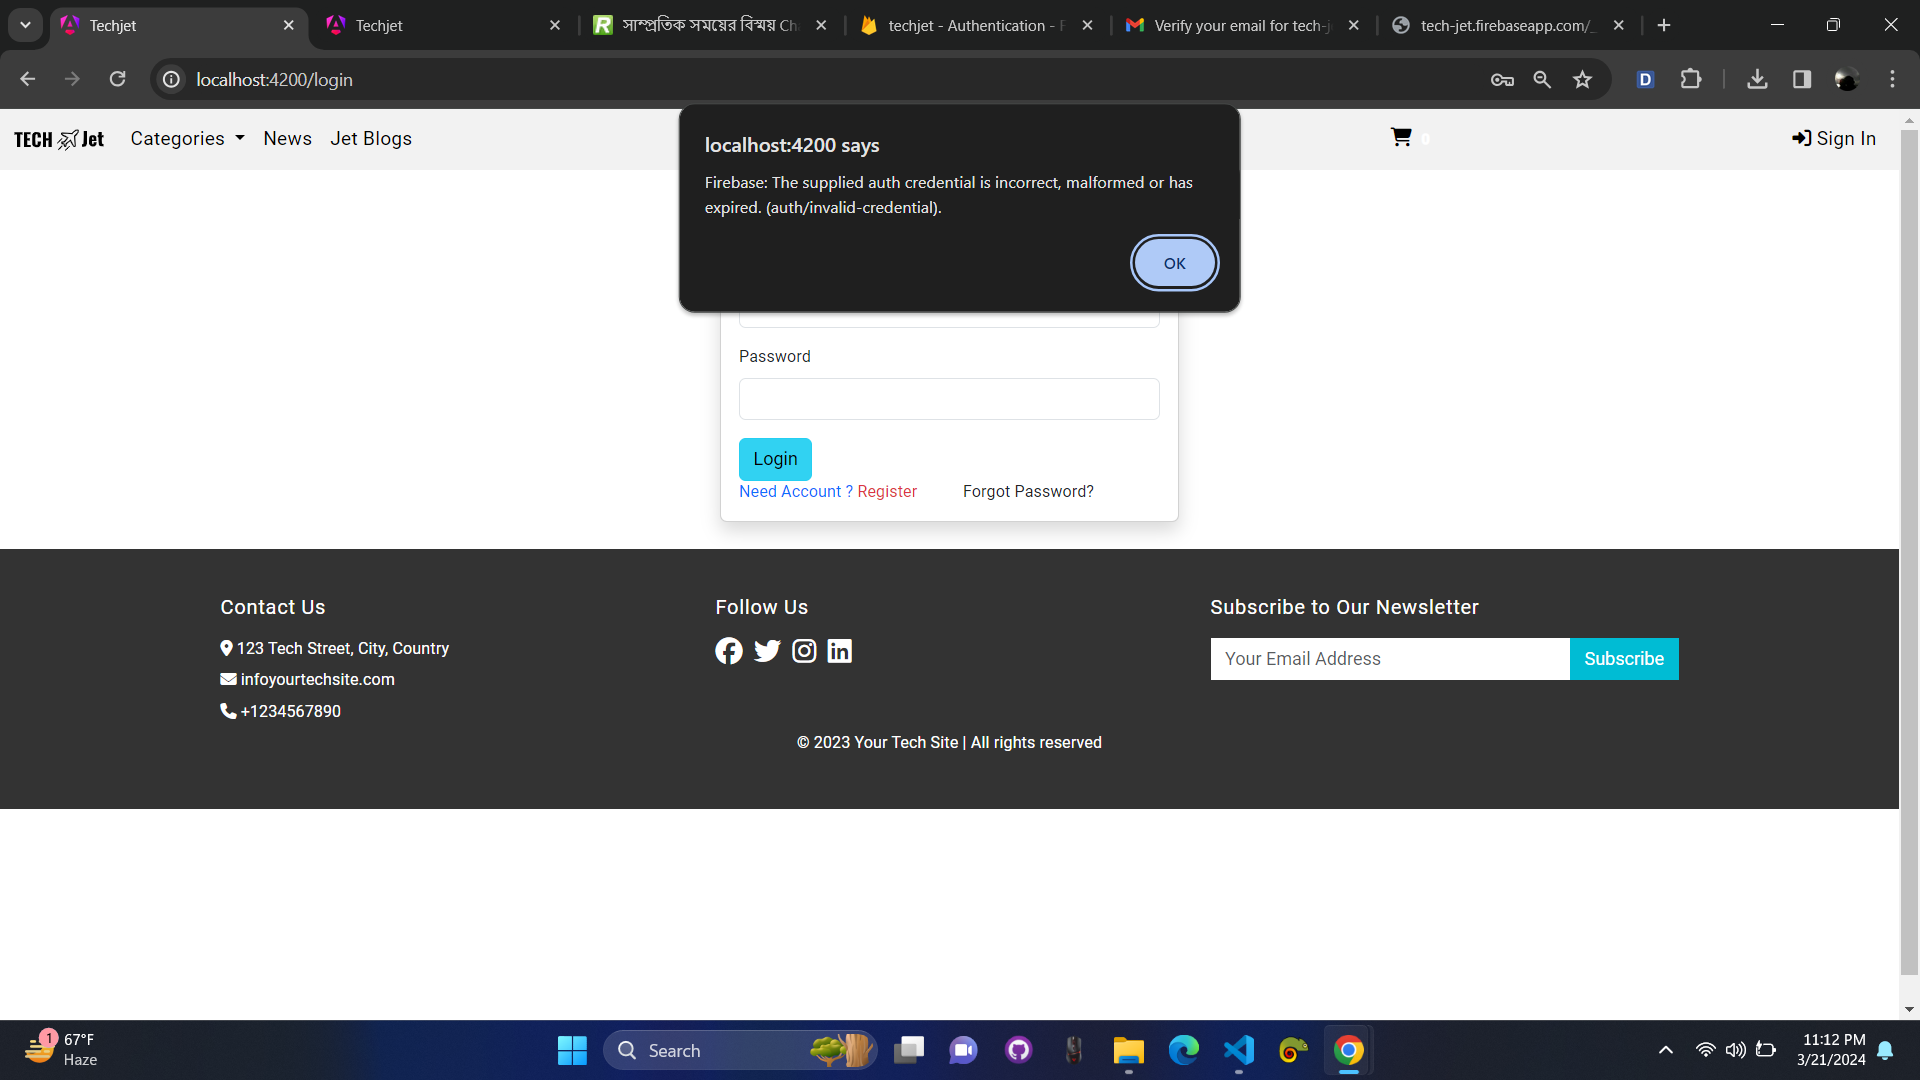 Techjet
Techjet
সাম্প্রতিক সময়ের বিস্ময় Ch
techjet - Authentication - F
Verify your email for tech-j
tech-jet.firebaseapp.com/_
localhost:4200/login
D
TECH Jet
Categories
News
Jet Blogs
0
Sign In
localhost:4200 says
Firebase: The supplied auth credential is incorrect, malformed or has
expired. (auth/invalid-credential).
OK
Password
Login
Need Account ? Register
Forgot Password?
Contact Us
123 Tech Street, City, Country
infoyourtechsite.com
+1234567890
Follow Us
Subscribe to Our Newsletter
Your Email Address
Subscribe
© 2023 Your Tech Site | All rights reserved
1
67°F
Haze
Search
11:12 PM
3/21/2024